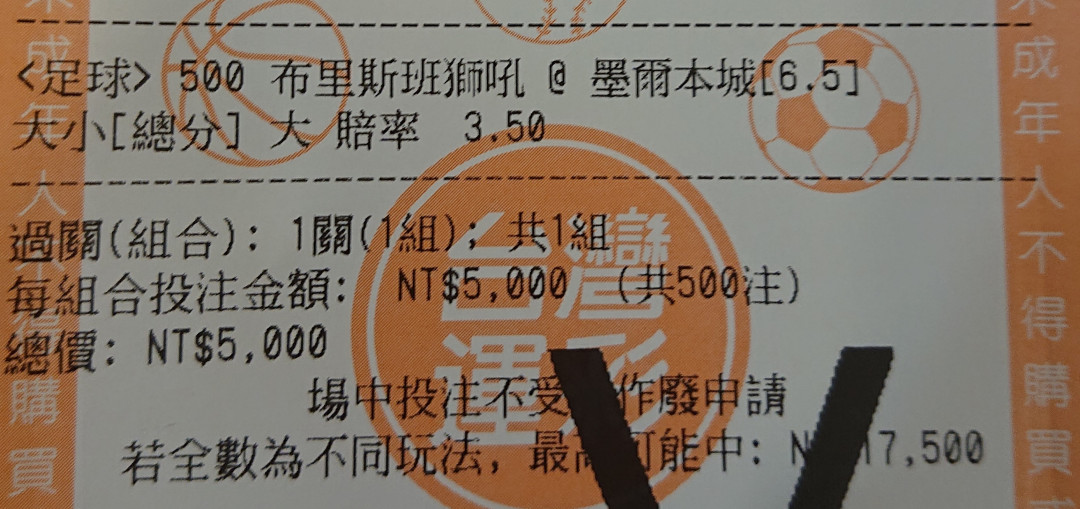 <足球> 500 布里斯班獅吼 @ 墨爾本城[6.5]
大小[總分] 大 賠率 3.50
過關(組合): 1關(1組); 共1組
每組合投注金額: NT$5,000 (共500注)
總價: NT$5,000
場中投注不受 作廢申請
若全數為不同玩法, 最高可能中: N 17,500
台灣
運彩
未成年人不得購買
未成年人不得購買